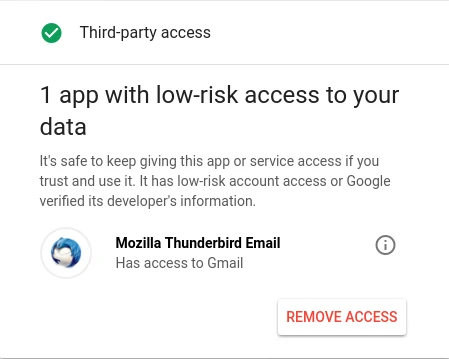 Third-party access
1 app with low-risk access to your
data
It's safe to keep giving this app or service access if you
trust and use it. It has low-risk account access or Google
verified its developer's information.
Mozilla Thunderbird Email
Has access to Gmail
REMOVE ACCESS